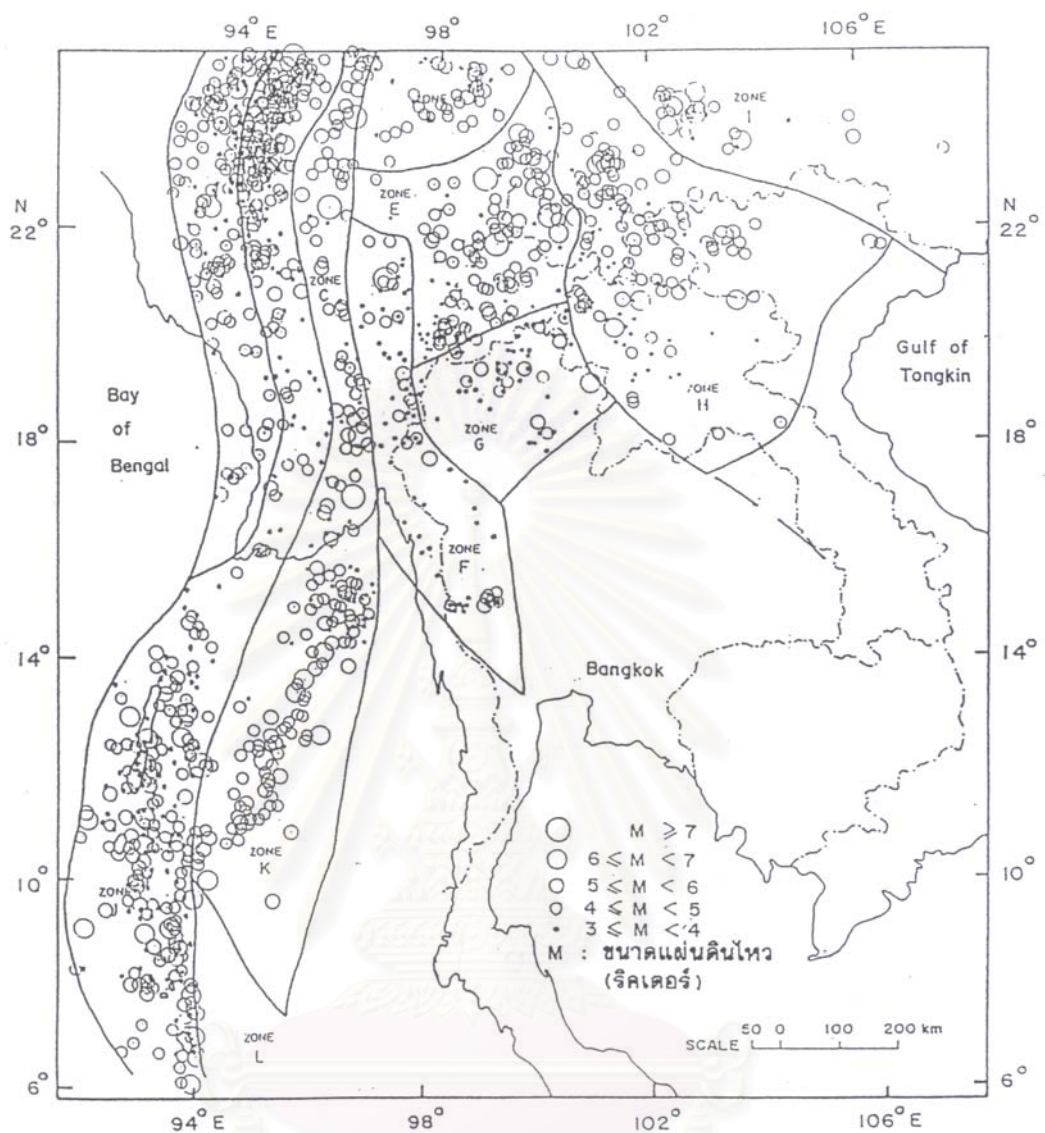 94° E 98° 102° 106° E
ZONE
ZONE
I
ZONE
E
N
22°
N
22°
ZONE
C
Gulf of
Tongkin
Bay
of
Bengal
ZONE
H
18°
ZONE
G
18°
ZONE
F
14°
Bangkok
14°
M ⩾ 7
6 ⩽ M < 7
5 ⩽ M < 6
4 ⩽ M < 5
3 ⩽ M < 4
M : ขนาดแผ่นดินไหว
(ริคเตอร์)
10°
ZONE
K
10°
ZONE
J
50 0 100 200 km
SCALE
ZONE
L
6°
6°
94° E 98° 102° 106° E